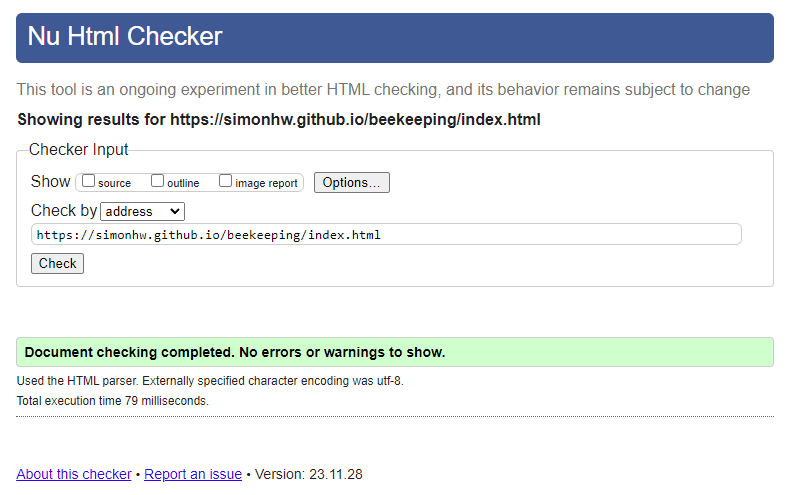 Nu Html Checker
This tool is an ongoing experiment in better HTML checking, and its behavior remains subject to change
Showing results for https://simonhw.github.io/beekeeping/index.html
Checker Input
Show source outline image report Options...
Check by address
https://simonhw.github.io/beekeeping/index.html
Check
Document checking completed. No errors or warnings to show.
Used the HTML parser. Externally specified character encoding was utf-8.
Total execution time 79 milliseconds.
About this checker • Report an issue • Version: 23.11.28